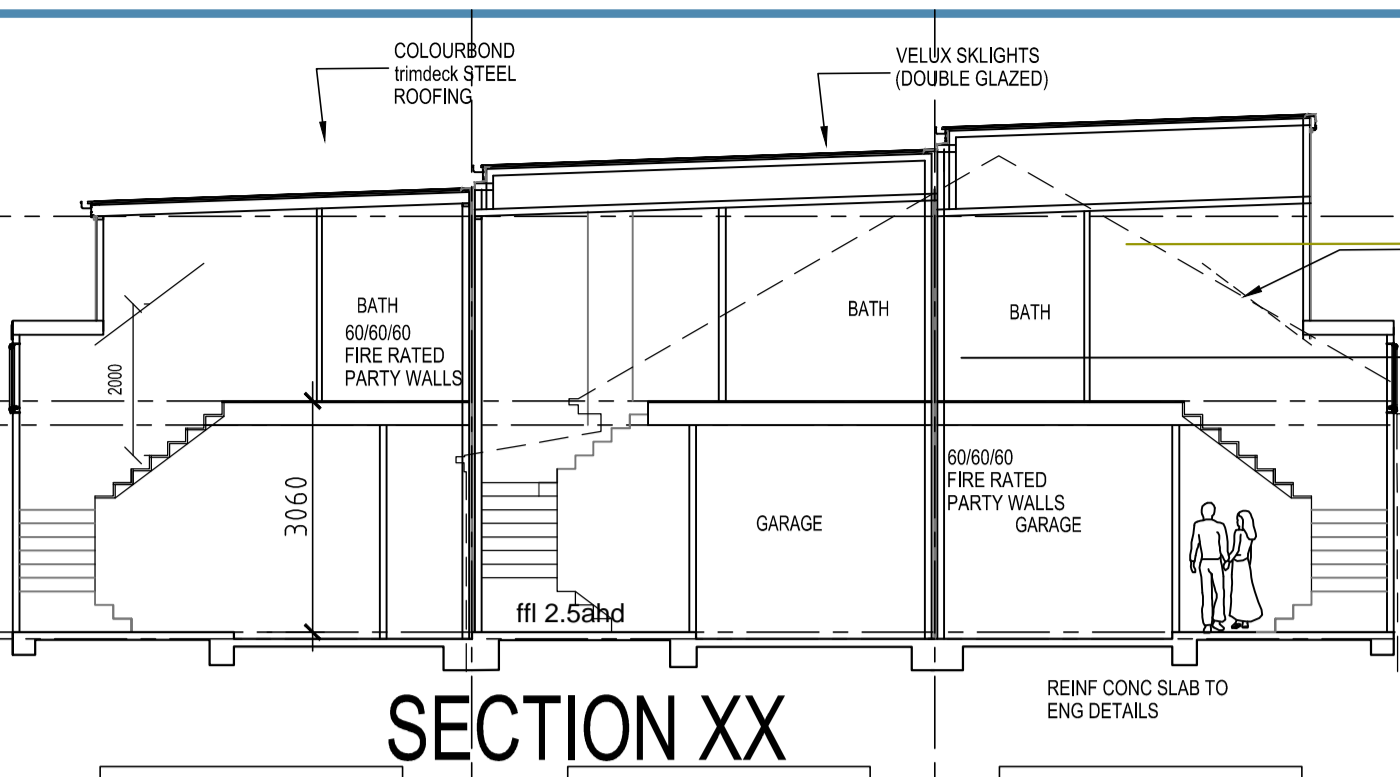 COLOURBOND
trimdeck STEEL
ROOFING
VELUX SKLIGHTS
(DOUBLE GLAZED)
BATH
60/60/60
FIRE RATED
PARTY WALLS
BATH
BATH
2000
3060
60/60/60
FIRE RATED
PARTY WALLS
GARAGE
GARAGE
ffl 2.5ahd
SECTION XX
REINF CONC SLAB TO
ENG DETAILS